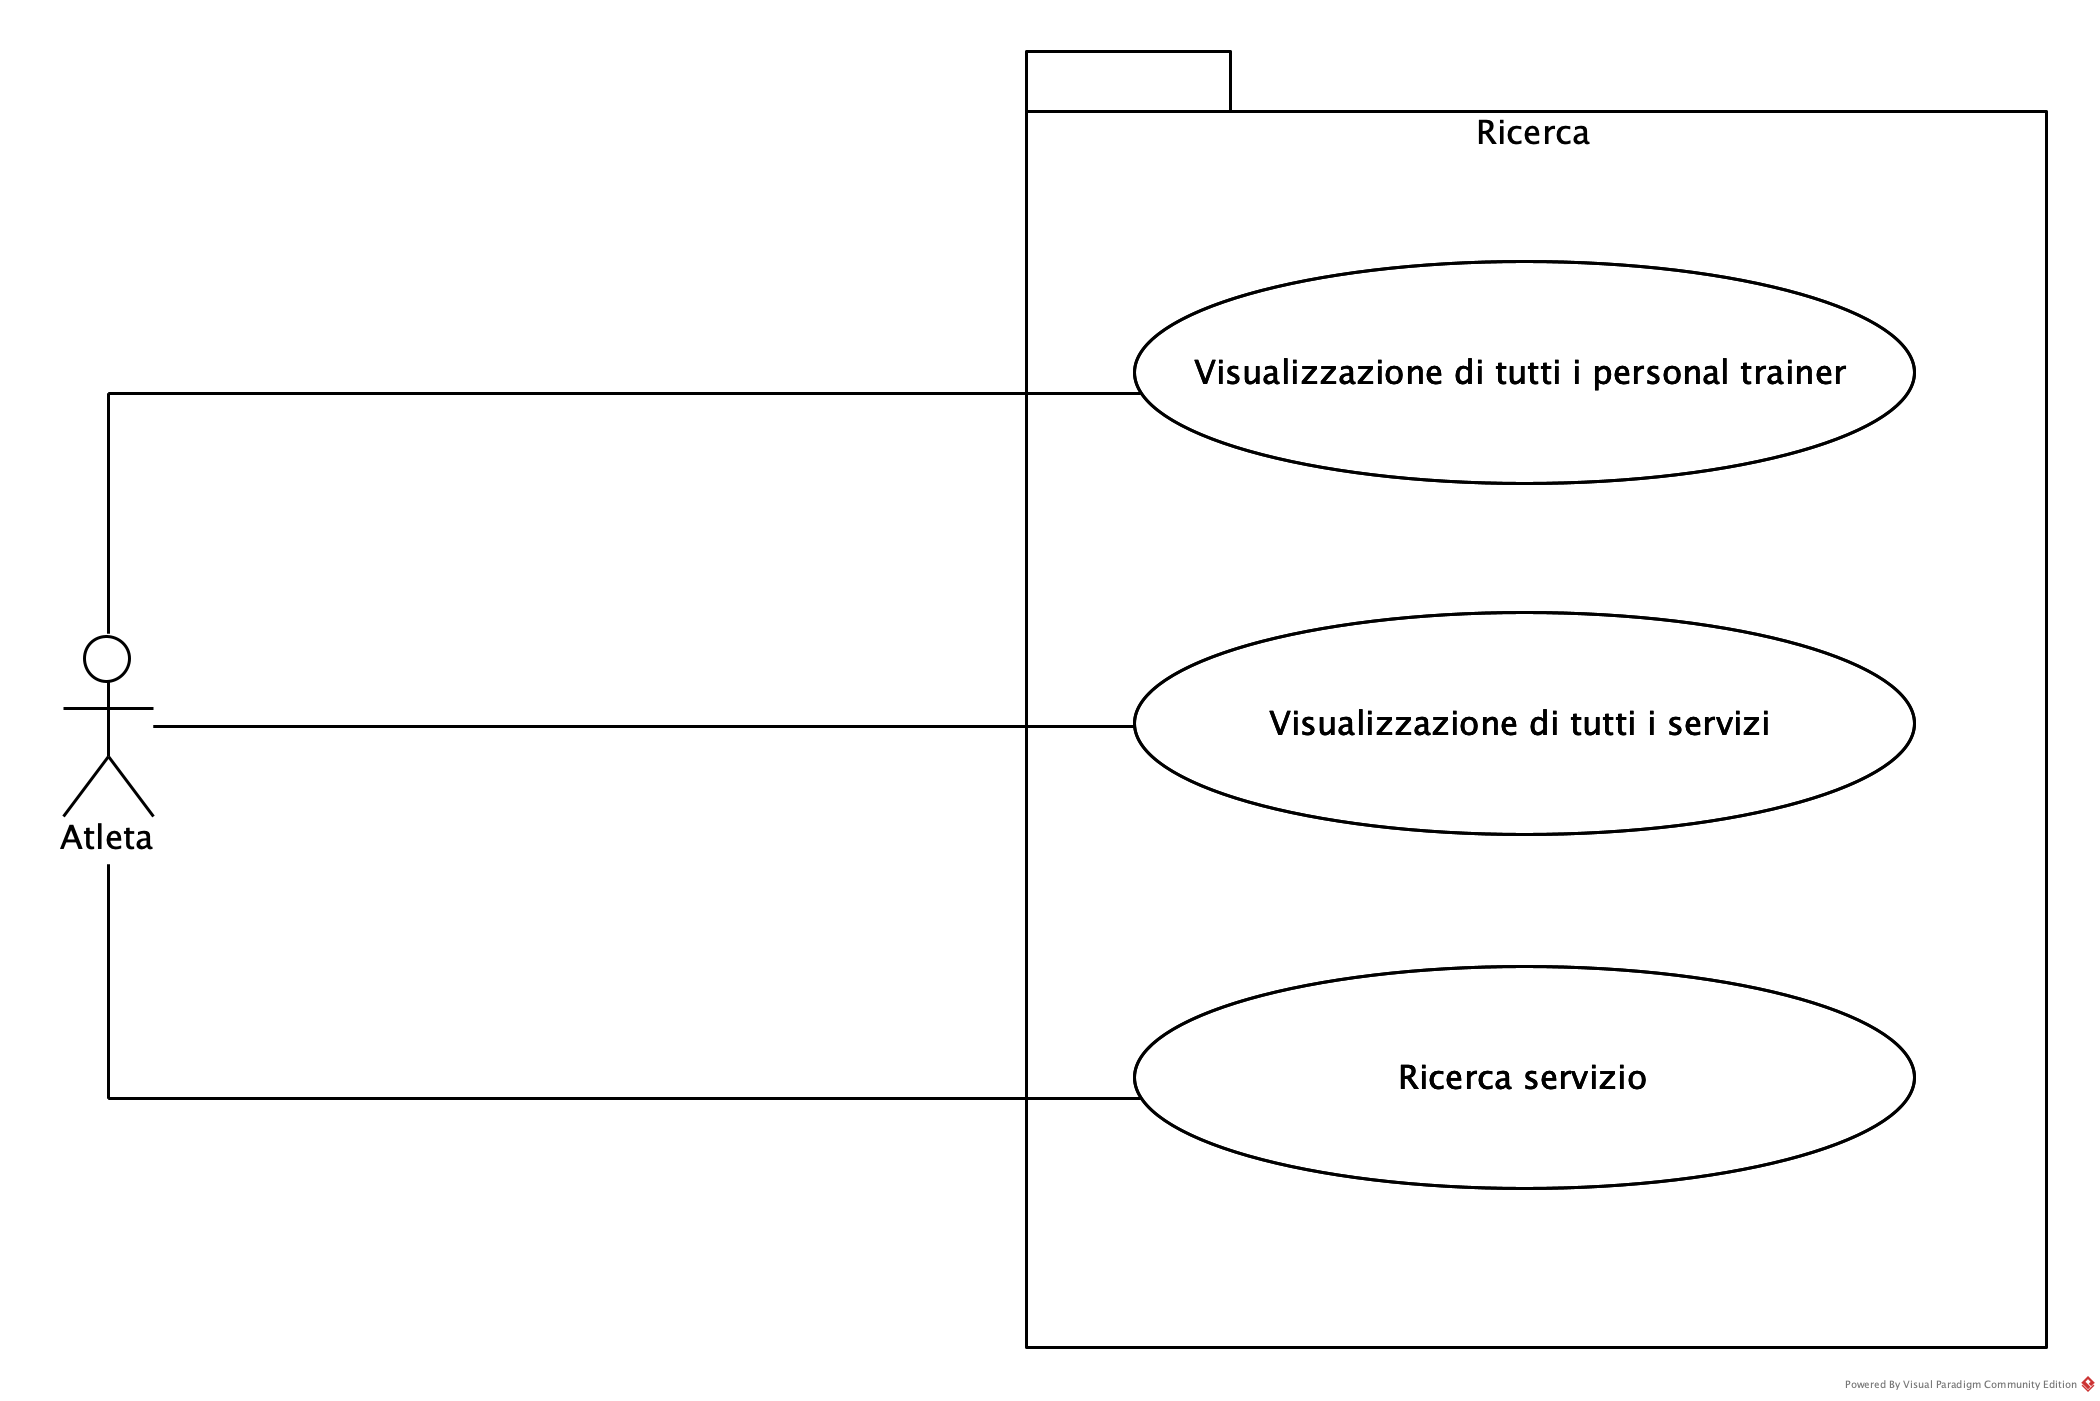 Ricerca
Visualizzazione di tutti i personal trainer
Visualizzazione di tutti i servizi
Atleta
Ricerca servizio
Powered By Visual Paradigm Community Edition